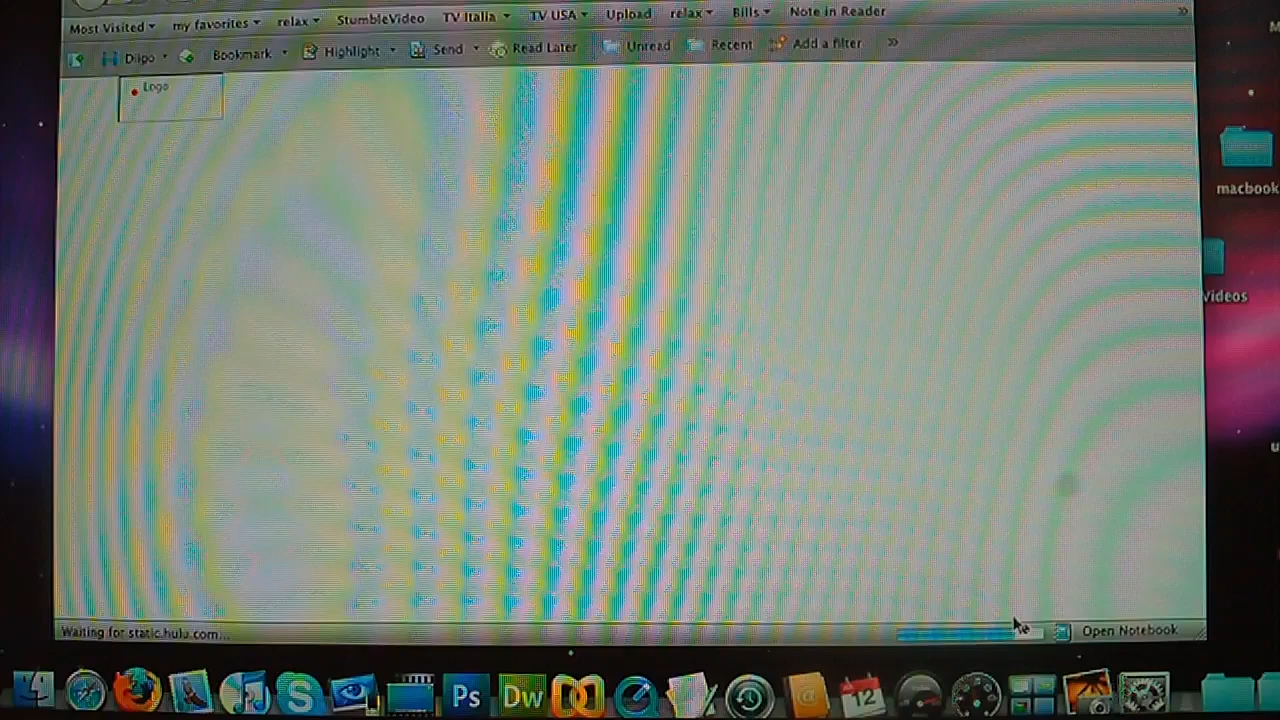 Most Visited my favorites relax StumbleVideo TV Italia TV USA Upload relax Bills Note in Reader »
Diipo Bookmark Highlight Send Read Later Unread Recent Add a filter »
Logo
macbook
Videos
Waiting for static.hulu.com... Open Notebook
Ps Dw 12